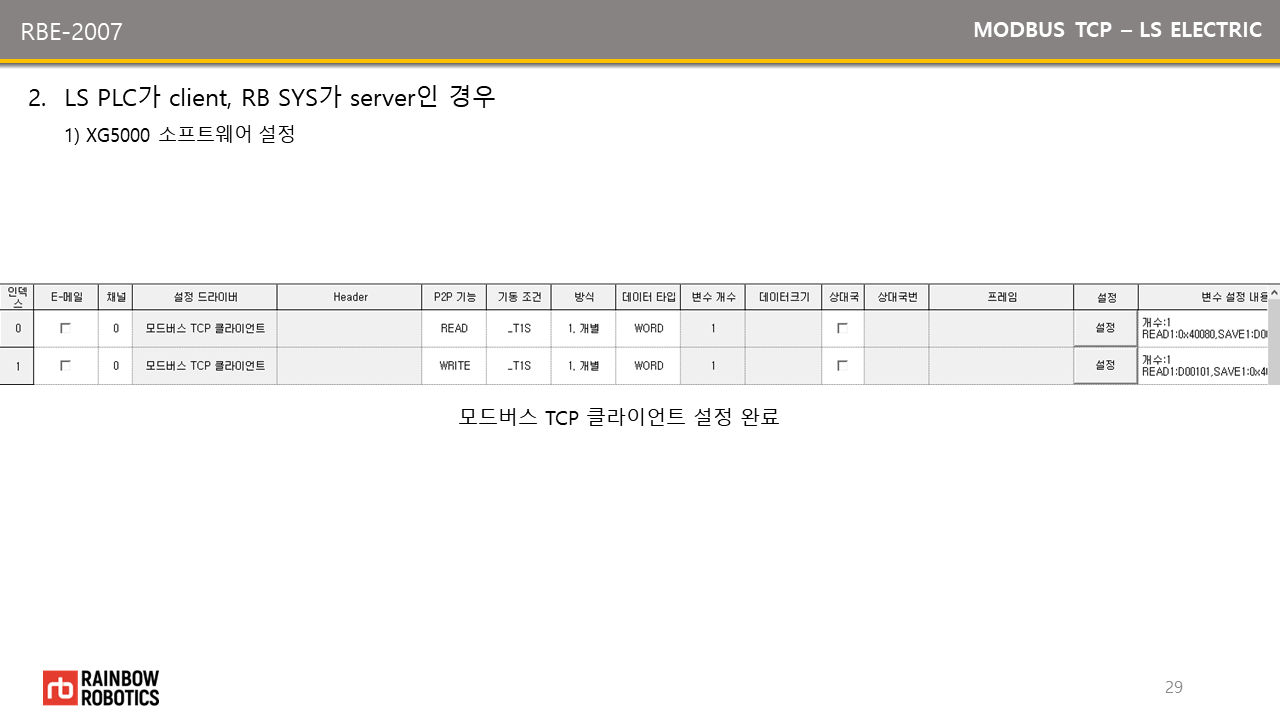 RBE-2007
MODBUS TCP – LS ELECTRIC
2. LS PLC가 client, RB SYS가 server인 경우
1) XG5000 소프트웨어 설정
인덱스 E-메일 채널 설정 드라이버 Header P2P 기능 기동 조건 방식 데이터 타입 변수 개수 데이터크기 상대국 상대국번 프레임 설정 변수 설정 내용
0 0 모드버스 TCP 클라이언트 READ _T1S 1. 개별 WORD 1 설정 개수:1
READ1:0x40080,SAVE1:D00
1 0 모드버스 TCP 클라이언트 WRITE _T1S 1. 개별 WORD 1 설정 개수:1
READ1:D00101,SAVE1:0x40
모드버스 TCP 클라이언트 설정 완료
rb RAINBOW
ROBOTICS
29